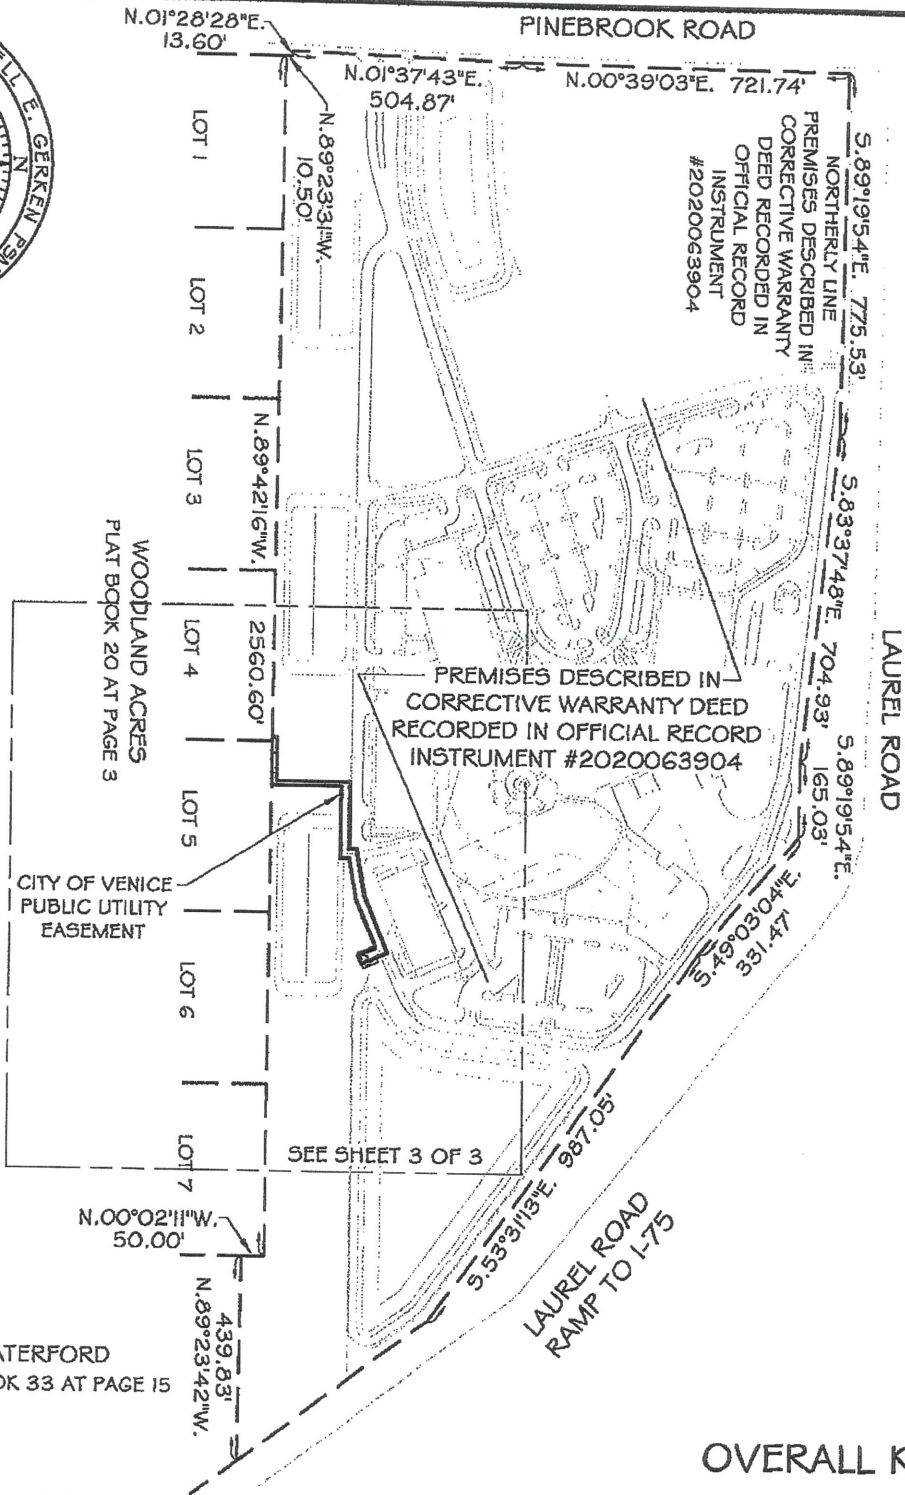 N.01°28'28"E.
13.60'
PINEBROOK ROAD
N.01°37'43"E.
504.87'
N.00°39'03"E. 721.74'
N.89°23'31"W.
10.50'
S.89°19'54"E. 775.53'
NORTHERLY LINE
PREMISES DESCRIBED IN
CORRECTIVE WARRANTY
DEED RECORDED IN
OFFICIAL RECORD
INSTRUMENT
#2020063904
E. GERKEN PSM
N
LOT 1
LOT 2
LOT 3
LOT 4
LOT 5
LOT 6
LOT 7
N.89°42'16"W. 2560.60'
S.83°37'48"E. 704.93'
LAUREL ROAD
S.89°19'54"E.
165.03'
WOODLAND ACRES
PLAT BOOK 20 AT PAGE 3
PREMISES DESCRIBED IN
CORRECTIVE WARRANTY DEED
RECORDED IN OFFICIAL RECORD
INSTRUMENT #2020063904
CITY OF VENICE
PUBLIC UTILITY
EASEMENT
S.49°03'04"E.
331.47'
SEE SHEET 3 OF 3
S.53°31'13"E. 987.05'
LAUREL ROAD
RAMP TO I-75
N.00°02'11"W.
50.00'
439.83'
N.89°23'42"W.
ATERFORD
OK 33 AT PAGE 15
OVERALL K